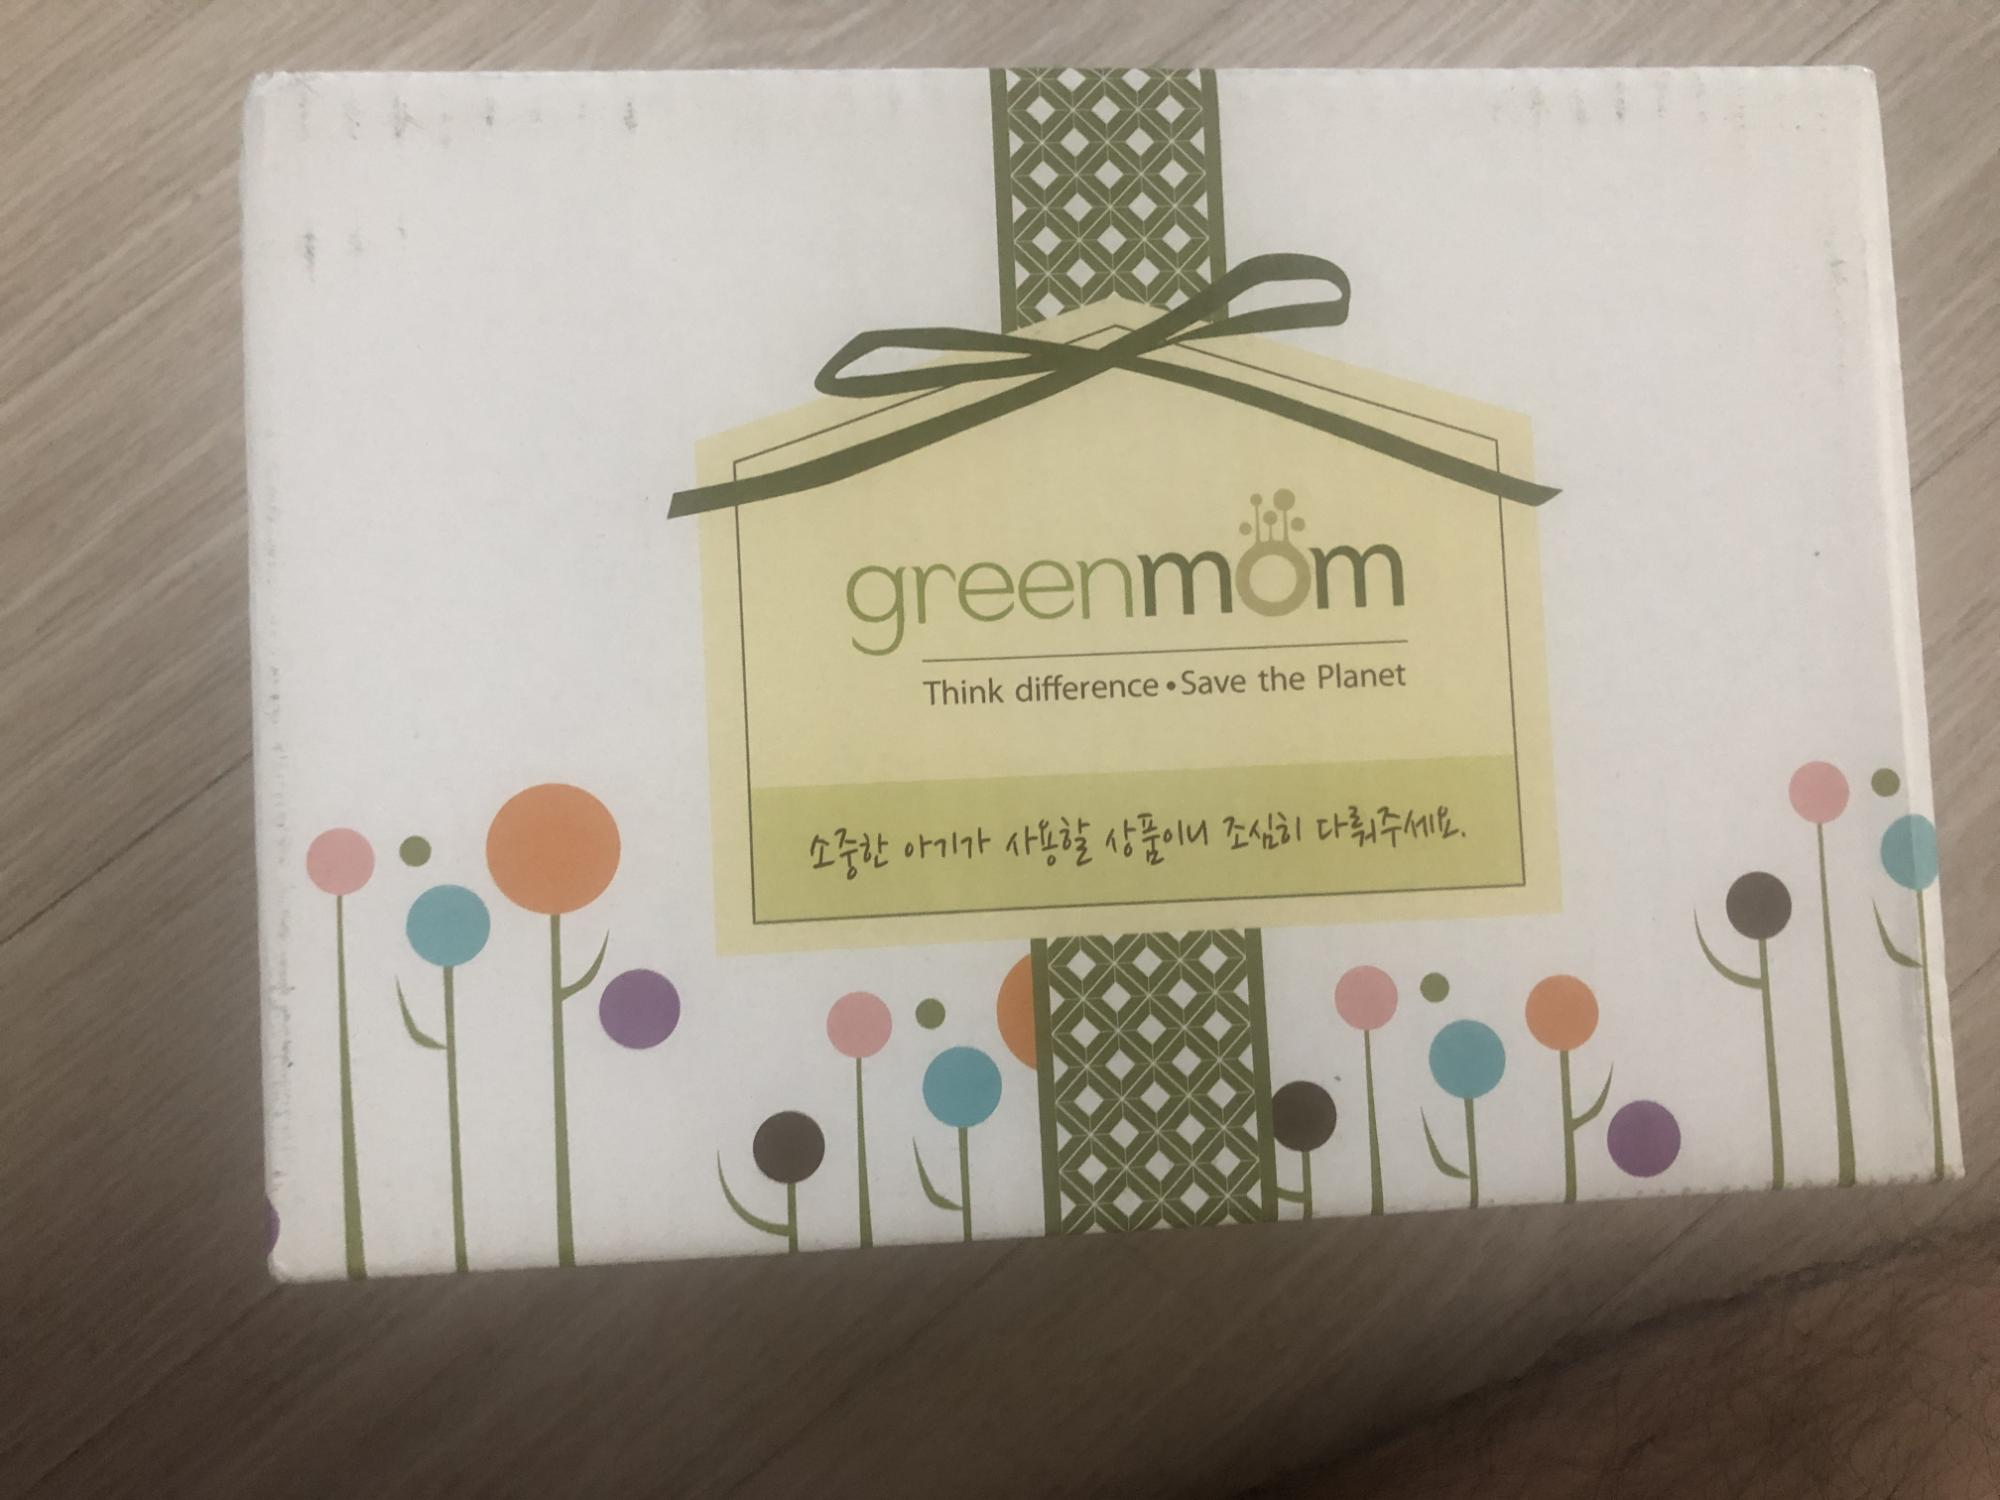 greenmom
Think difference•Save the Planet
소중한 아기가 사용할 상품이니 조심히 다뤄주세요.